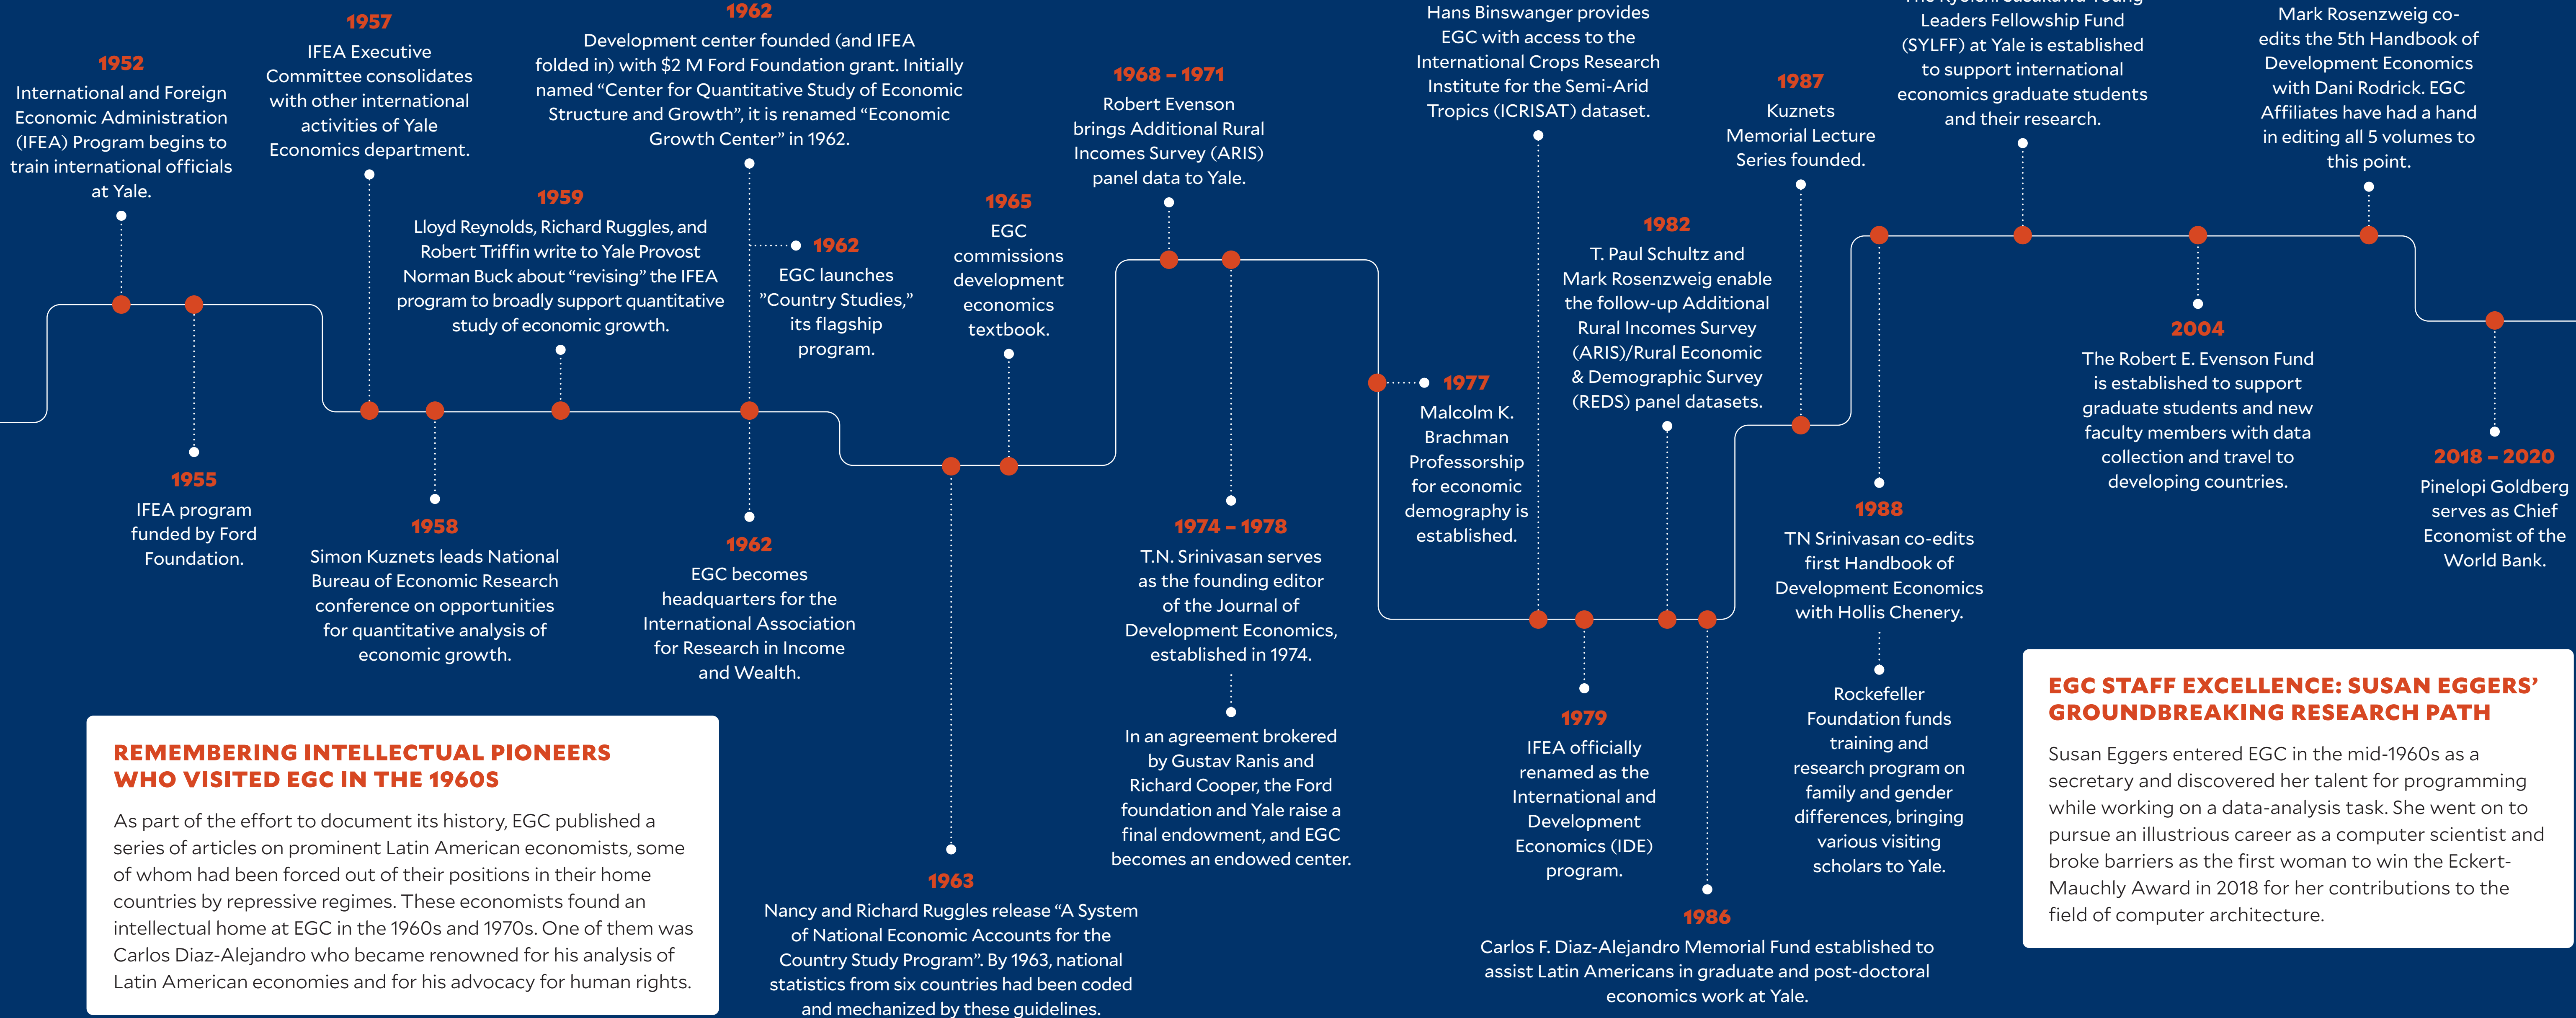 1952
International and Foreign
Economic Administration
(IFEA) Program begins to
train international officials
at Yale.
1955
IFEA program
funded by Ford
Foundation.
1957
IFEA Executive
Committee consolidates
with other international
activities of Yale
Economics department.
1958
Simon Kuznets leads National
Bureau of Economic Research
conference on opportunities
for quantitative analysis of
economic growth.
1959
Lloyd Reynolds, Richard Ruggles, and
Robert Triffin write to Yale Provost
Norman Buck about “revising” the IFEA
program to broadly support quantitative
study of economic growth.
1962
Development center founded (and IFEA
folded in) with $2 M Ford Foundation grant. Initially
named “Center for Quantitative Study of Economic
Structure and Growth”, it is renamed “Economic
Growth Center” in 1962.
1962
EGC launches
”Country Studies,”
its flagship
program.
1962
EGC becomes
headquarters for the
International Association
for Research in Income
and Wealth.
1963
Nancy and Richard Ruggles release “A System
of National Economic Accounts for the
Country Study Program”. By 1963, national
statistics from six countries had been coded
and mechanized by these guidelines.
1965
EGC
commissions
development
economics
textbook.
1968 – 1971
Robert Evenson
brings Additional Rural
Incomes Survey (ARIS)
panel data to Yale.
1974 – 1978
T.N. Srinivasan serves
as the founding editor
of the Journal of
Development Economics,
established in 1974.
In an agreement brokered
by Gustav Ranis and
Richard Cooper, the Ford
foundation and Yale raise a
final endowment, and EGC
becomes an endowed center.
1977
Malcolm K.
Brachman
Professorship
for economic
demography is
established.
Hans Binswanger provides
EGC with access to the
International Crops Research
Institute for the Semi-Arid
Tropics (ICRISAT) dataset.
1979
IFEA officially
renamed as the
International and
Development
Economics (IDE)
program.
1982
T. Paul Schultz and
Mark Rosenzweig enable
the follow-up Additional
Rural Incomes Survey
(ARIS)/Rural Economic
& Demographic Survey
(REDS) panel datasets.
1986
Carlos F. Diaz-Alejandro Memorial Fund established to
assist Latin Americans in graduate and post-doctoral
economics work at Yale.
1987
Kuznets
Memorial Lecture
Series founded.
1988
TN Srinivasan co-edits
first Handbook of
Development Economics
with Hollis Chenery.
Rockefeller
Foundation funds
training and
research program on
family and gender
differences, bringing
various visiting
scholars to Yale.
Leaders Fellowship Fund
(SYLFF) at Yale is established
to support international
economics graduate students
and their research.
2004
The Robert E. Evenson Fund
is established to support
graduate students and new
faculty members with data
collection and travel to
developing countries.
Mark Rosenzweig co-
edits the 5th Handbook of
Development Economics
with Dani Rodrick. EGC
Affiliates have had a hand
in editing all 5 volumes to
this point.
2018 – 2020
Pinelopi Goldberg
serves as Chief
Economist of the
World Bank.
REMEMBERING INTELLECTUAL PIONEERS
WHO VISITED EGC IN THE 1960S
As part of the effort to document its history, EGC published a
series of articles on prominent Latin American economists, some
of whom had been forced out of their positions in their home
countries by repressive regimes. These economists found an
intellectual home at EGC in the 1960s and 1970s. One of them was
Carlos Diaz-Alejandro who became renowned for his analysis of
Latin American economies and for his advocacy for human rights.
EGC STAFF EXCELLENCE: SUSAN EGGERS’
GROUNDBREAKING RESEARCH PATH
Susan Eggers entered EGC in the mid-1960s as a
secretary and discovered her talent for programming
while working on a data-analysis task. She went on to
pursue an illustrious career as a computer scientist and
broke barriers as the first woman to win the Eckert-
Mauchly Award in 2018 for her contributions to the
field of computer architecture.